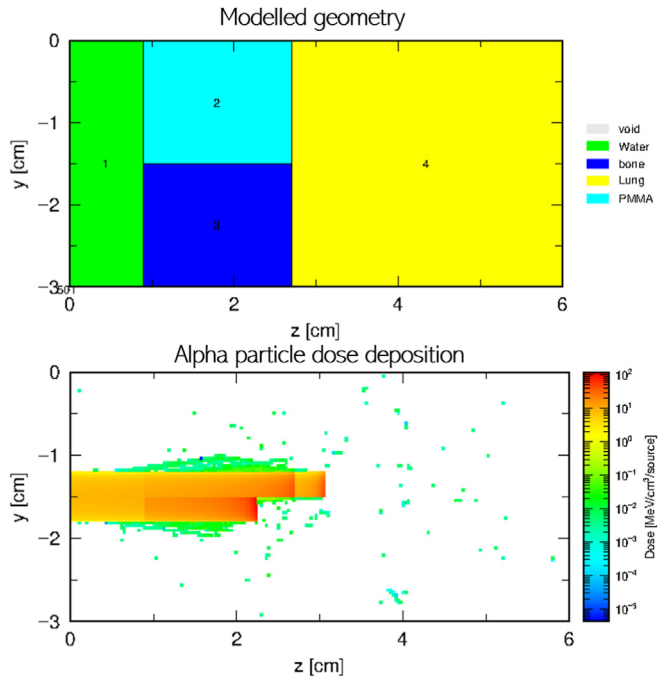 Modelled geometry
0
-1
-2
-3
y [cm]
1
2
3
4
0
2
4
6
z [cm]
void
Water
bone
Lung
PMMA
Alpha particle dose deposition
0
-1
-2
-3
y [cm]
0
2
4
6
z [cm]
10²
10¹
10⁰
10⁻¹
10⁻²
10⁻³
10⁻⁴
10⁻⁵
Dose [MeV/cm³/source]